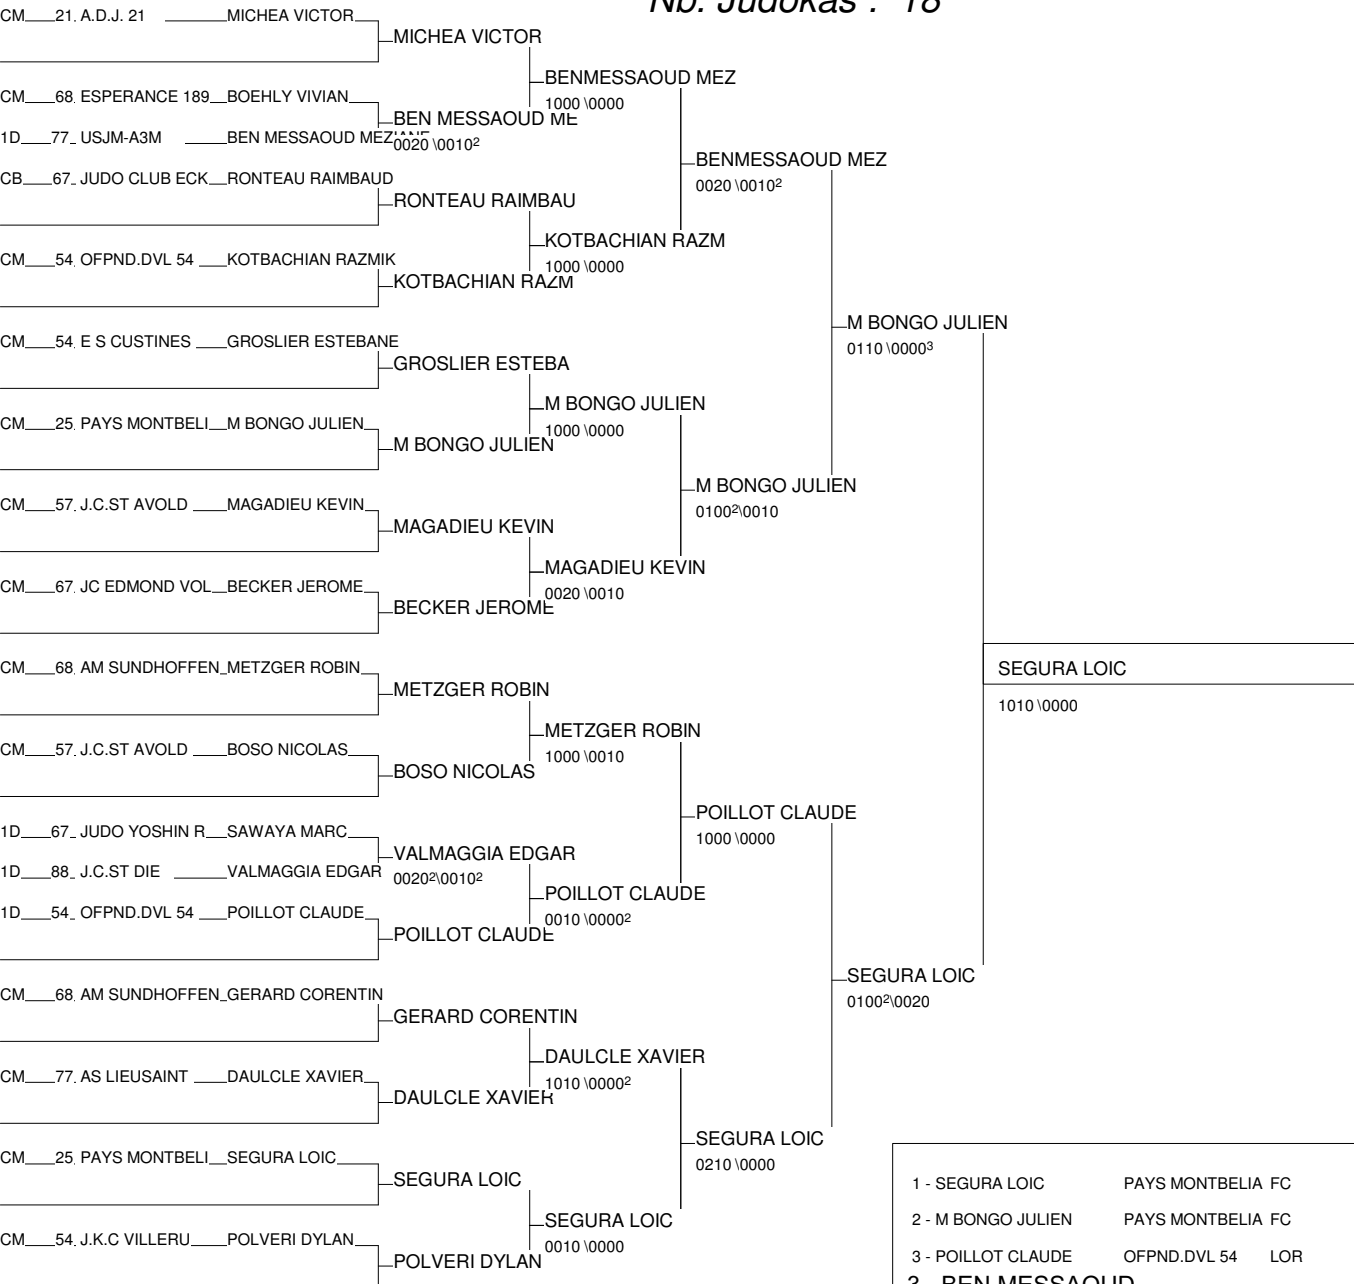 Nb. Judokas : 18
CM 21 A.D.J. 21 MICHEA VICTOR
MICHEA VICTOR
BENMESSAOUD MEZ
1000 \0000
CM 68 ESPERANCE 189 BOEHLY VIVIAN
BEN MESSAOUD ME
1D 77 USJM-A3M BEN MESSAOUD MEZIANE
0020 \0010²
BENMESSAOUD MEZ
0020 \0010²
CB 67 JUDO CLUB ECK RONTEAU RAIMBAUD
RONTEAU RAIMBAU
KOTBACHIAN RAZM
1000 \0000
CM 54 OFPND.DVL 54 KOTBACHIAN RAZMIK
KOTBACHIAN RAZM
M BONGO JULIEN
0110 \0000³
CM 54 E S CUSTINES GROSLIER ESTEBANE
GROSLIER ESTEBA
M BONGO JULIEN
1000 \0000
CM 25 PAYS MONTBELI M BONGO JULIEN
M BONGO JULIEN
M BONGO JULIEN
0100²\0010
CM 57 J.C.ST AVOLD MAGADIEU KEVIN
MAGADIEU KEVIN
MAGADIEU KEVIN
0020 \0010
CM 67 JC EDMOND VOL BECKER JEROME
BECKER JEROME
SEGURA LOIC
1010 \0000
CM 68 AM SUNDHOFFEN METZGER ROBIN
METZGER ROBIN
METZGER ROBIN
1000 \0010
CM 57 J.C.ST AVOLD BOSO NICOLAS
BOSO NICOLAS
POILLOT CLAUDE
1000 \0000
1D 67 JUDO YOSHIN R SAWAYA MARC
VALMAGGIA EDGAR
1D 88 J.C.ST DIE VALMAGGIA EDGAR
0020²\0010²
POILLOT CLAUDE
0010 \0000²
1D 54 OFPND.DVL 54 POILLOT CLAUDE
POILLOT CLAUDE
SEGURA LOIC
0100²\0020
CM 68 AM SUNDHOFFEN GERARD CORENTIN
GERARD CORENTIN
DAULCLE XAVIER
1010 \0000²
CM 77 AS LIEUSAINT DAULCLE XAVIER
DAULCLE XAVIER
SEGURA LOIC
0210 \0000
CM 25 PAYS MONTBELI SEGURA LOIC
SEGURA LOIC
SEGURA LOIC
0010 \0000
CM 54 J.K.C VILLERU POLVERI DYLAN
POLVERI DYLAN
1 - SEGURA LOIC PAYS MONTBELIA FC
2 - M BONGO JULIEN PAYS MONTBELIA FC
3 - POILLOT CLAUDE OFPND.DVL 54 LOR
3 - BEN MESSAOUD